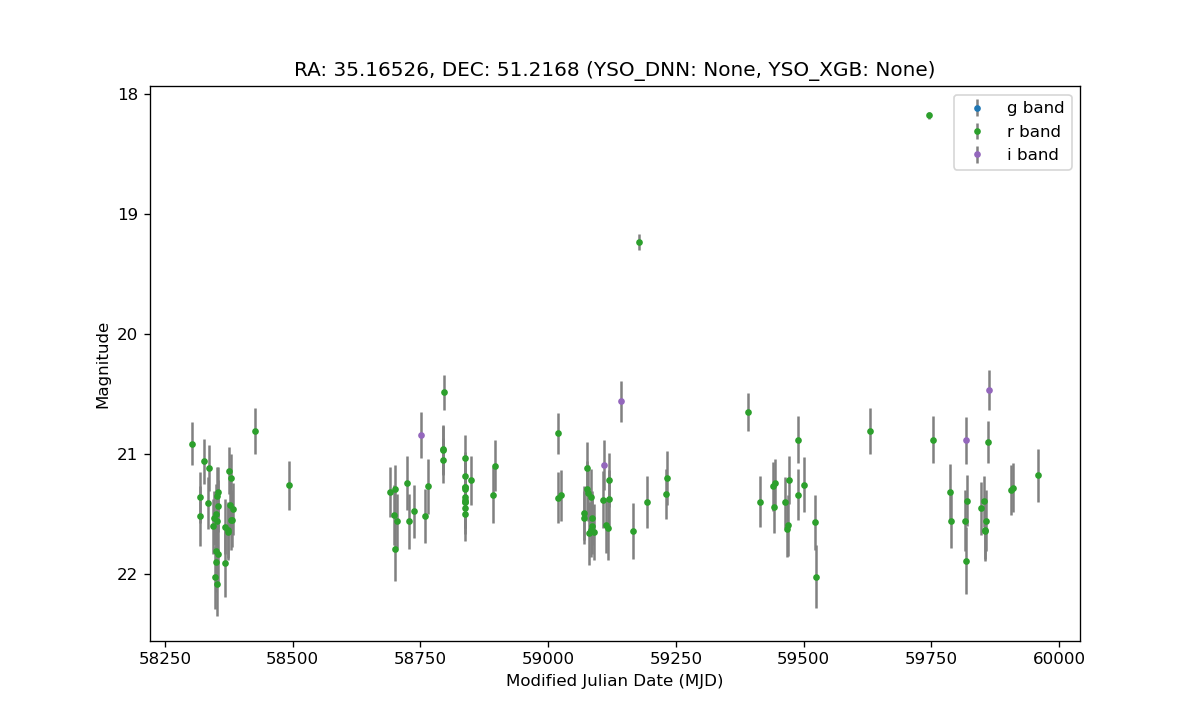 RA: 35.16526, DEC: 51.2168 (YSO_DNN: None, YSO_XGB: None)
g band
r band
i band
18
19
20
21
22
Magnitude
58250
58500
58750
59000
59250
59500
59750
60000
Modified Julian Date (MJD)